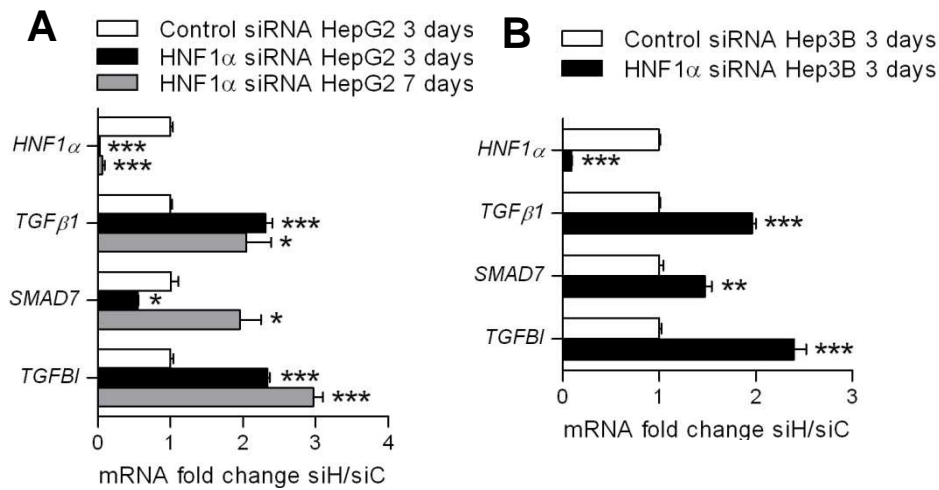 A
Control siRNA HepG2 3 days
HNF1α siRNA HepG2 3 days
HNF1α siRNA HepG2 7 days
HNF1α
***
***
TGFβ1
***
*
SMAD7
*
*
TGFBI
***
***
0 1 2 3 4
mRNA fold change siH/siC
B
Control siRNA Hep3B 3 days
HNF1α siRNA Hep3B 3 days
HNF1α
***
TGFβ1
***
SMAD7
**
TGFBI
***
0 1 2 3
mRNA fold change siH/siC